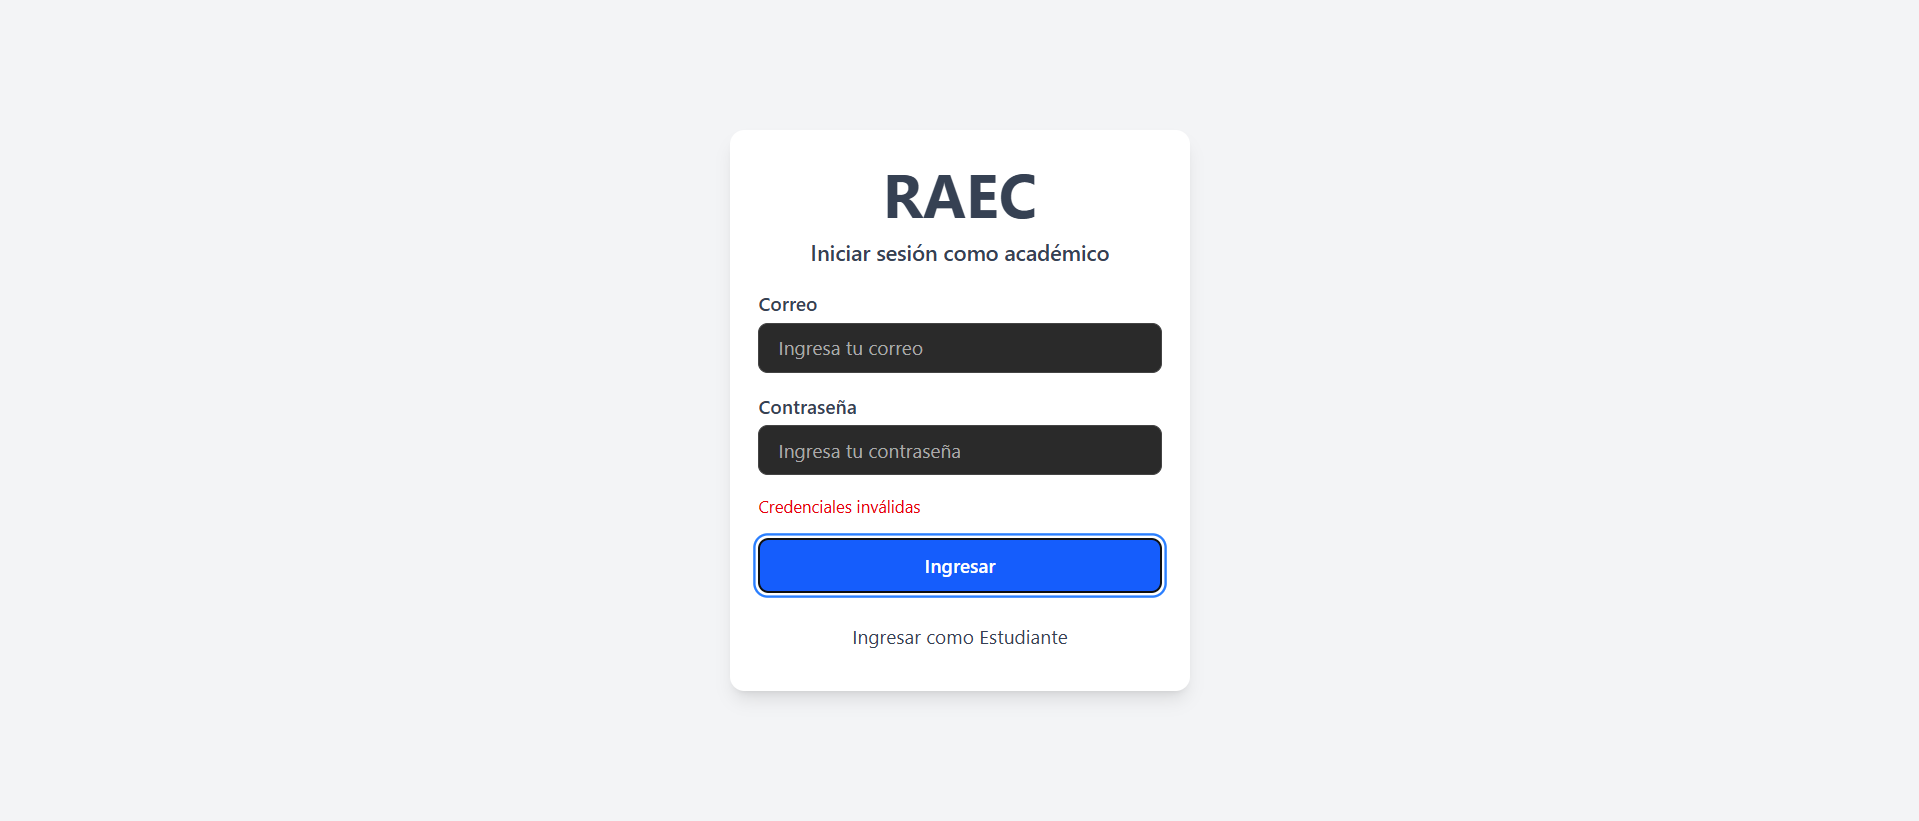 RAEC
Iniciar sesión como académico
Correo
Ingresa tu correo
Contraseña
Ingresa tu contraseña
Credenciales inválidas
Ingresar
Ingresar como Estudiante